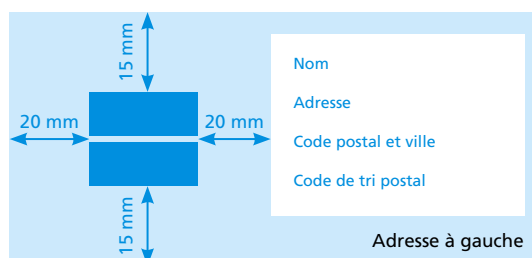 15 mm
20 mm
20 mm
15 mm
Nom
Adresse
Code postal et ville
Code de tri postal
Adresse à gauche